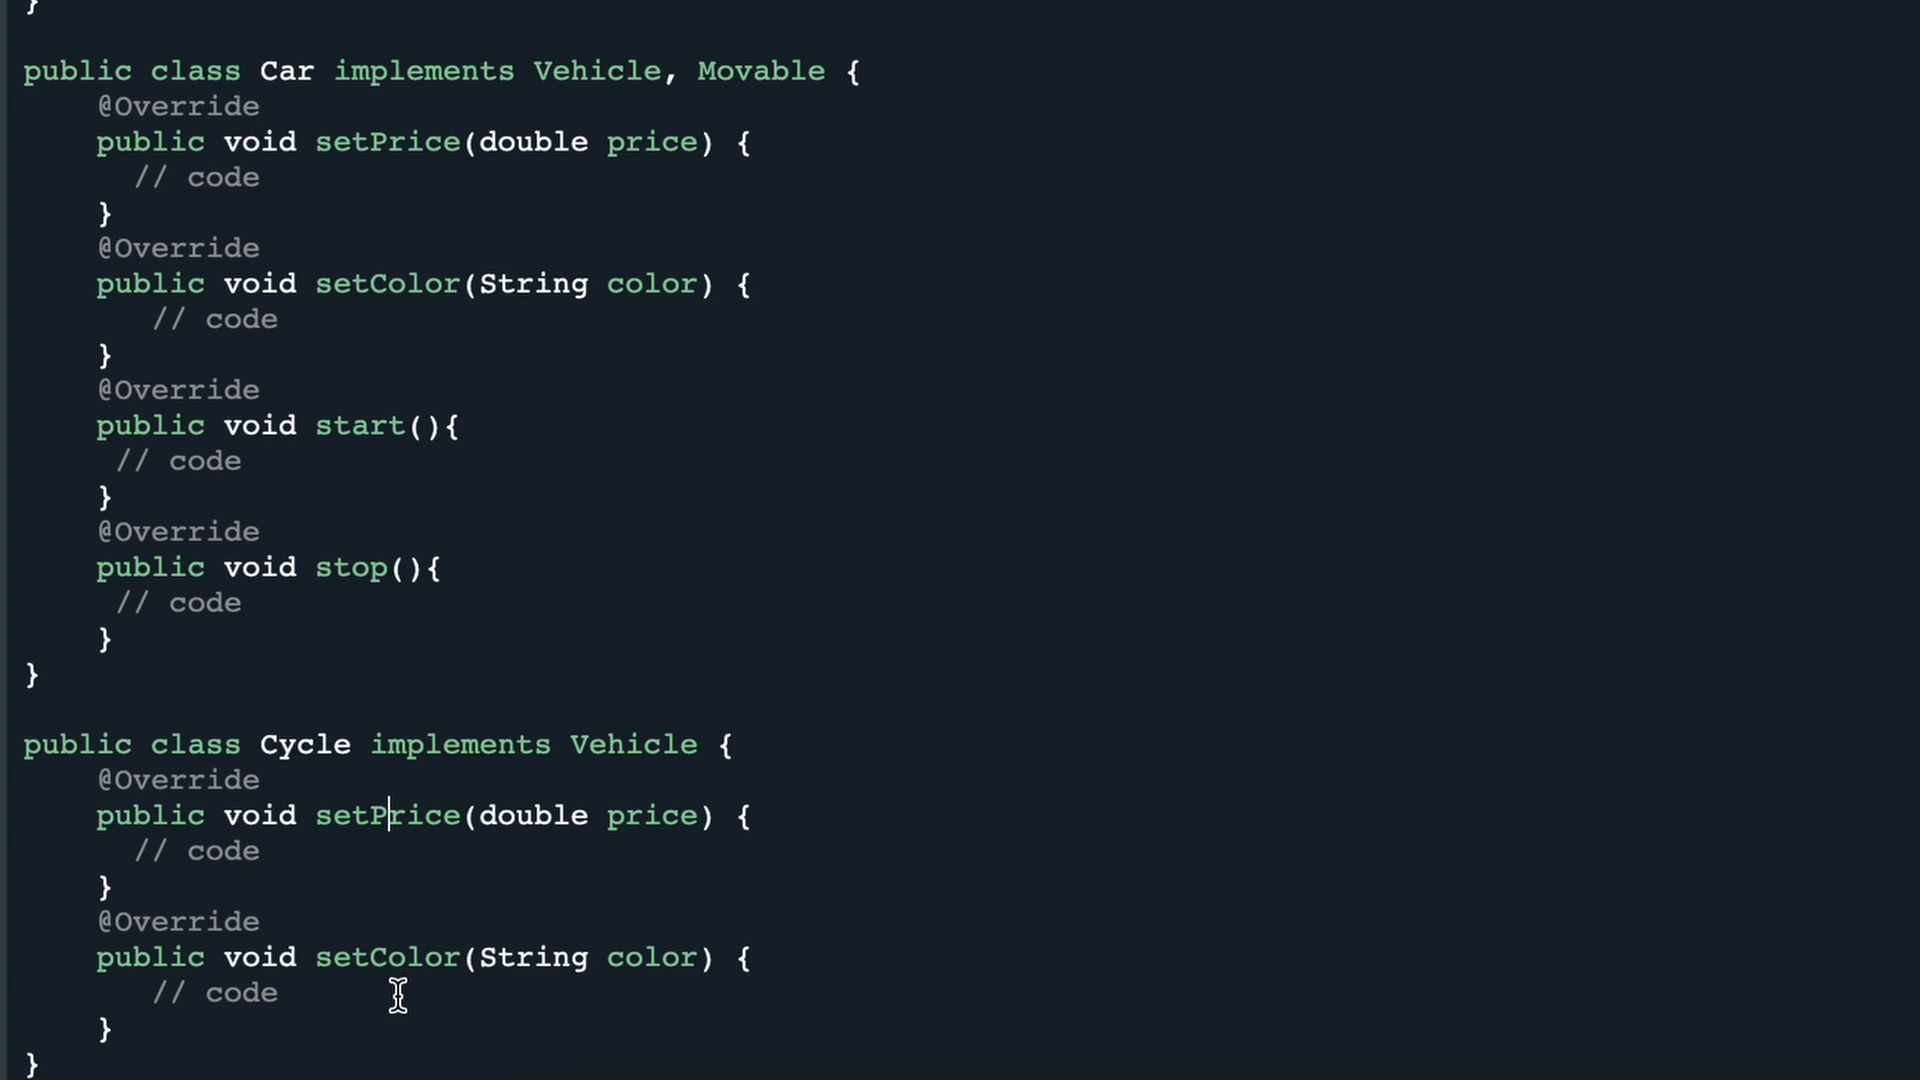 }
public class Car implements Vehicle, Movable {
@Override
public void setPrice(double price) {
// code
}
@Override
public void setColor(String color) {
// code
}
@Override
public void start(){
// code
}
@Override
public void stop(){
// code
}
}
public class Cycle implements Vehicle {
@Override
public void setPrice(double price) {
// code
}
@Override
public void setColor(String color) {
// code
}
}